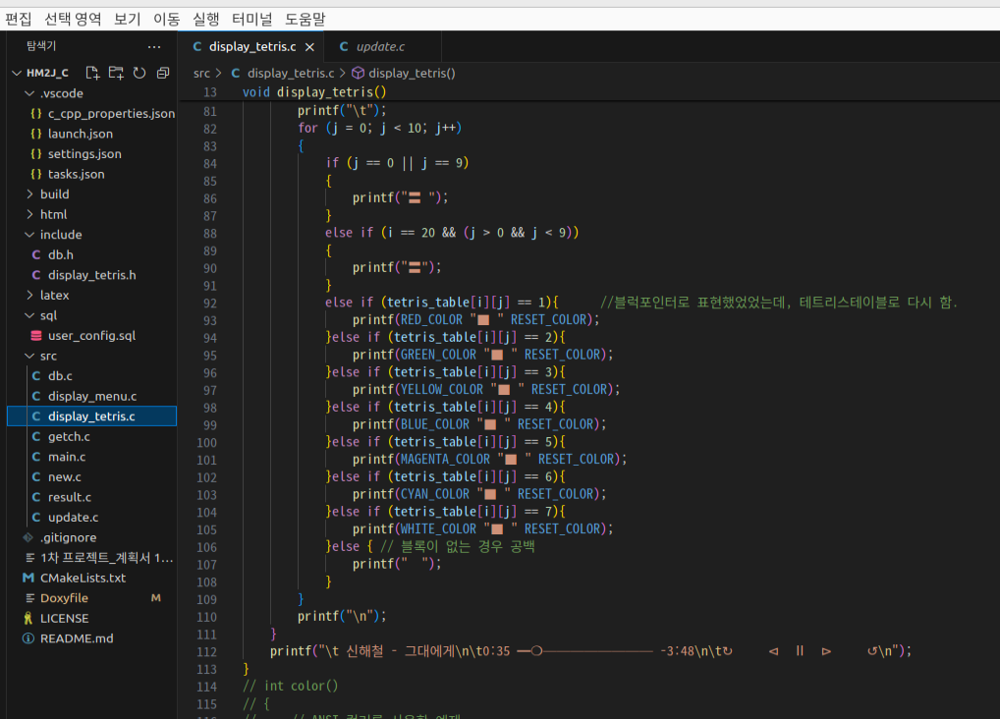 편집 선택 영역 보기 이동 실행 터미널 도움말
탐색기 ...
HM2J_C
.vscode
{} c_cpp_properties.json
{} launch.json
{} settings.json
{} tasks.json
build
html
include
C db.h
C display_tetris.h
latex
sql
user_config.sql
src
C db.c
C display_menu.c
C display_tetris.c
C getch.c
C main.c
C new.c
C result.c
C update.c
.gitignore
1차 프로젝트_계획서 1...
M CMakeLists.txt
Doxyfile M
LICENSE
README.md
C display_tetris.c × C update.c
src > C display_tetris.c > display_tetris()
13 void display_tetris()
81 printf("\t");
82 for (j = 0; j < 10; j++)
83 {
84 if (j == 0 || j == 9)
85 {
86 printf("〓 ");
87 }
88 else if (i == 20 && (j > 0 && j < 9))
89 {
90 printf("〓");
91 }
92 else if (tetris_table[i][j] == 1){ //블럭포인터로 표현했었었는데, 테트리스테이블로 다시 함.
93 printf(RED_COLOR "■ " RESET_COLOR);
94 }else if (tetris_table[i][j] == 2){
95 printf(GREEN_COLOR "■ " RESET_COLOR);
96 }else if (tetris_table[i][j] == 3){
97 printf(YELLOW_COLOR "■ " RESET_COLOR);
98 }else if (tetris_table[i][j] == 4){
99 printf(BLUE_COLOR "■ " RESET_COLOR);
100 }else if (tetris_table[i][j] == 5){
101 printf(MAGENTA_COLOR "■ " RESET_COLOR);
102 }else if (tetris_table[i][j] == 6){
103 printf(CYAN_COLOR "■ " RESET_COLOR);
104 }else if (tetris_table[i][j] == 7){
105 printf(WHITE_COLOR "■ " RESET_COLOR);
106 }else { // 블록이 없는 경우 공백
107 printf("  ");
108 }
109 }
110 printf("\n");
111 }
112 printf("\t 신해철 - 그대에게\n\t0:35 ━❍──────── -3:48\n\t↻ ⊲ Ⅱ ⊳ ↺\n");
113 }
114 // int color()
115 // {